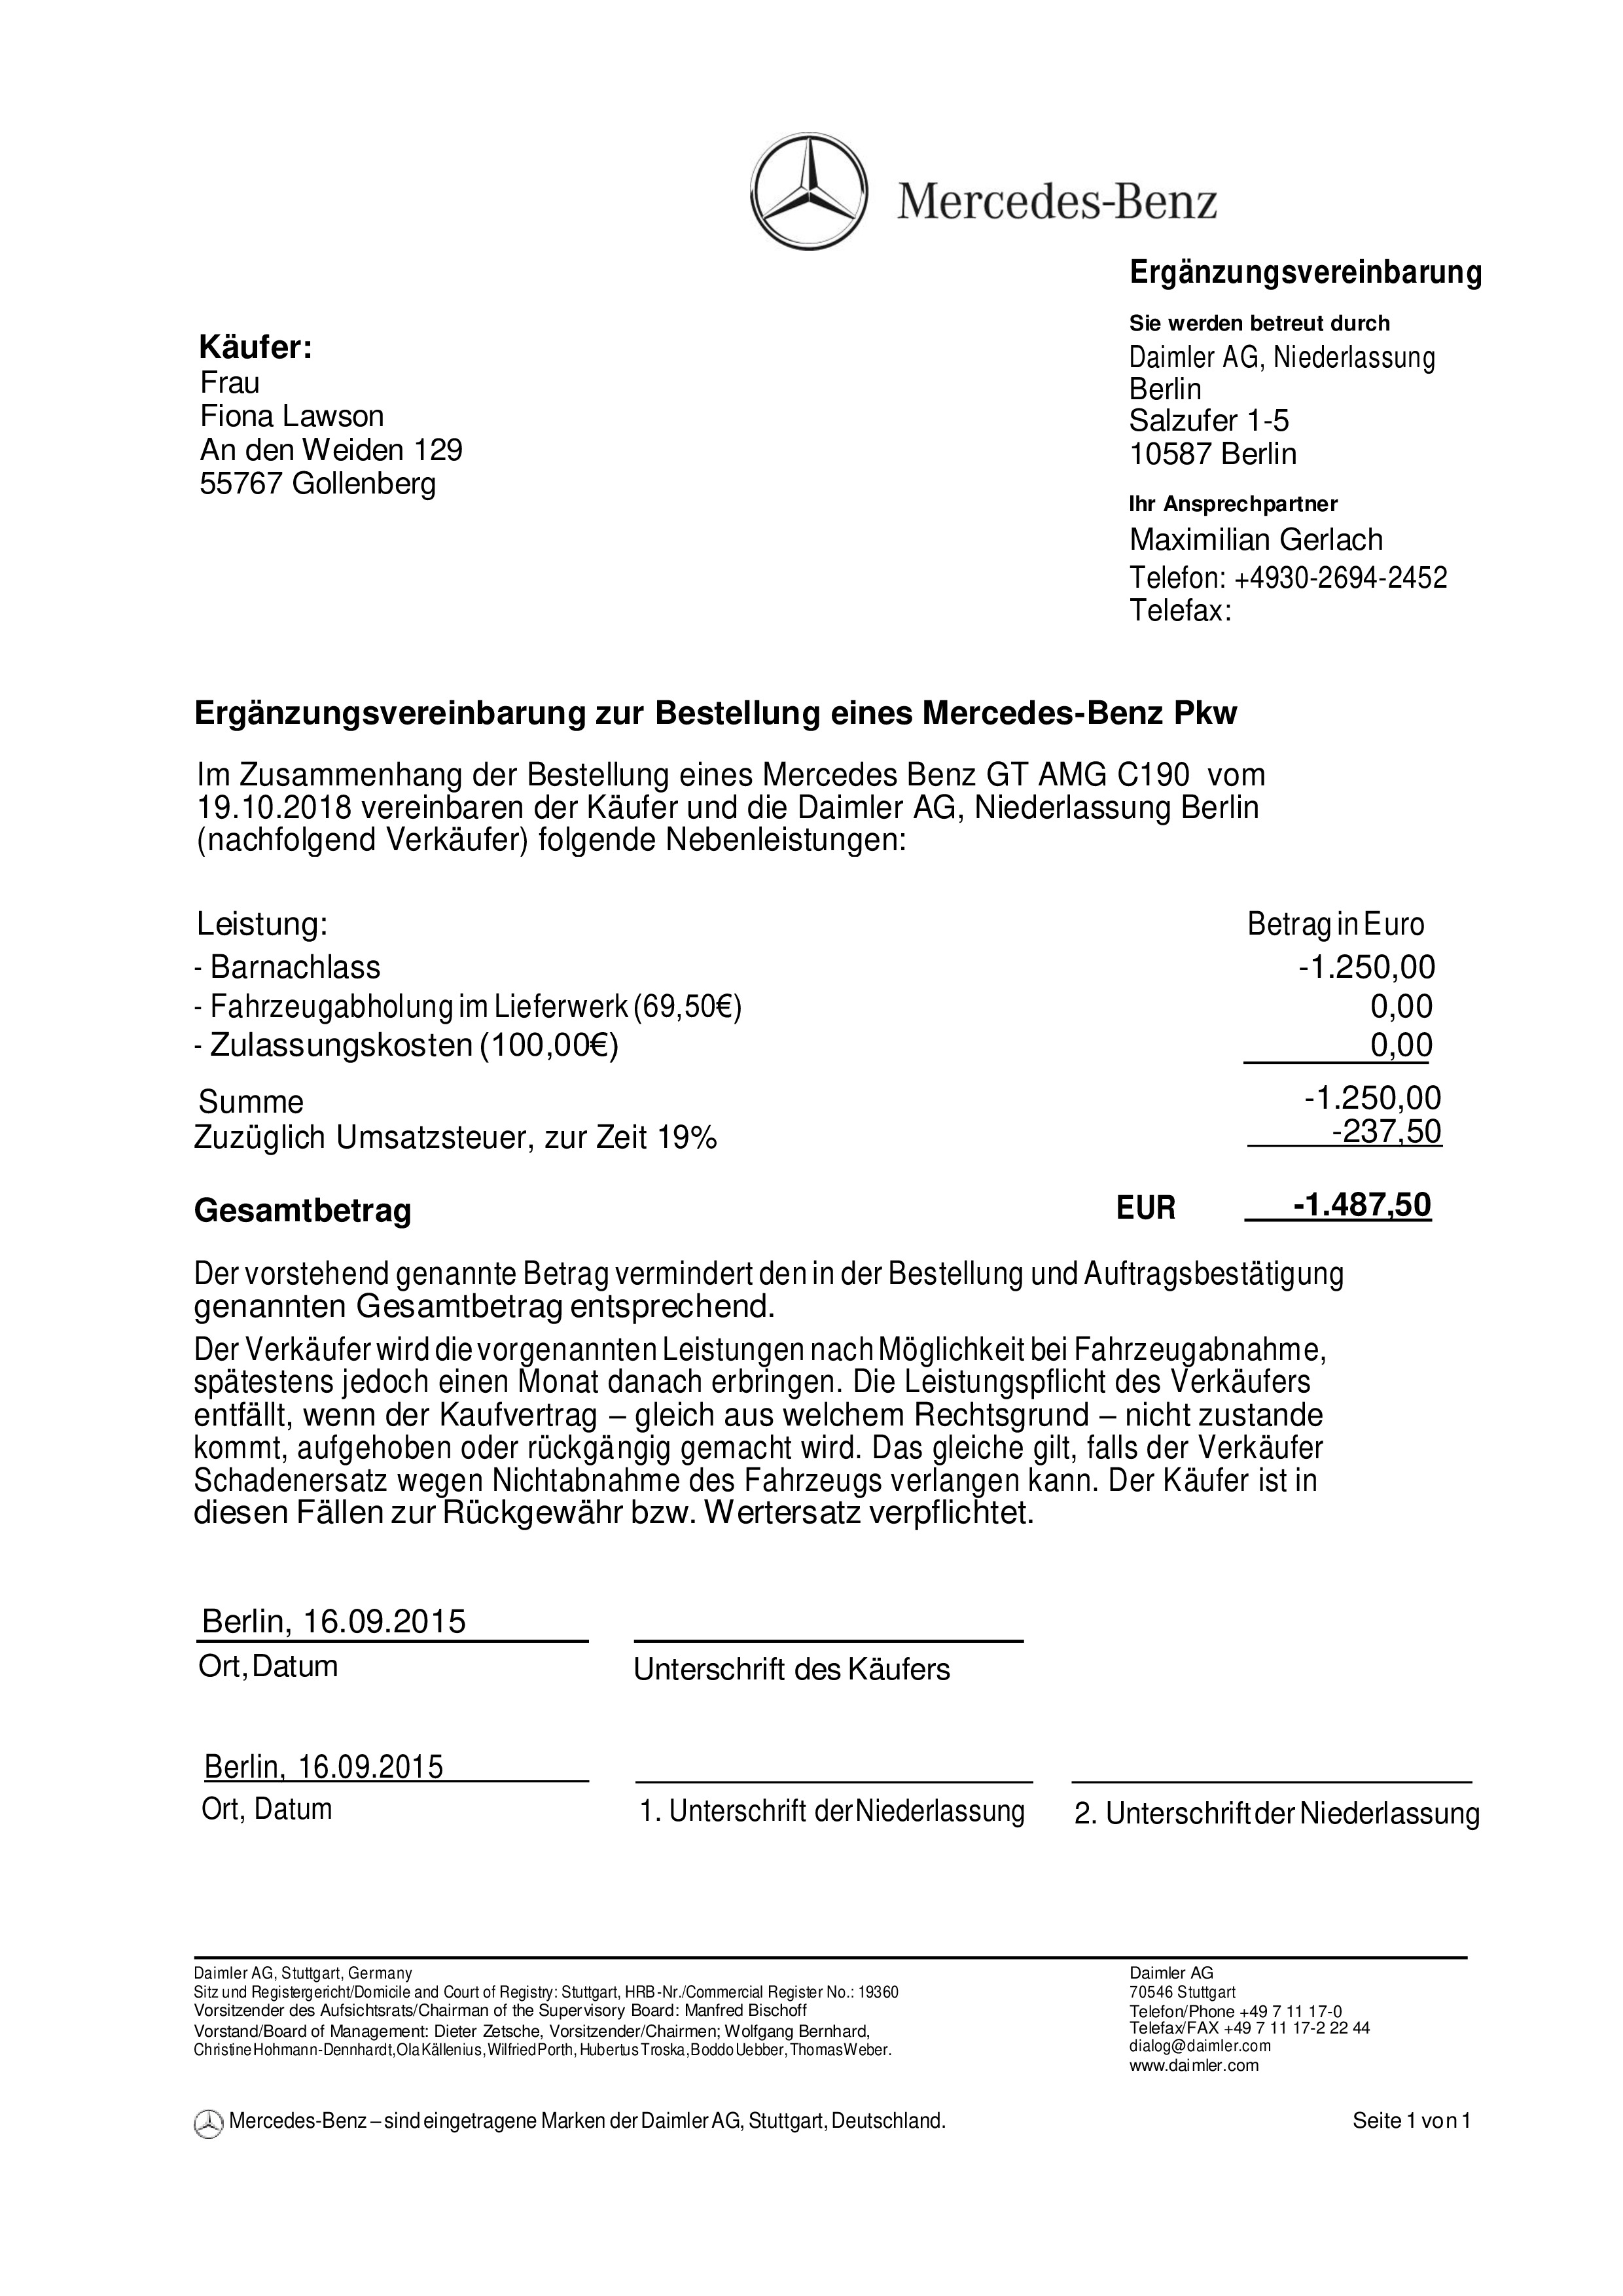 Mercedes-Benz
Ergänzungsvereinbarung
Sie werden betreut durch
Daimler AG, Niederlassung
Berlin
Salzufer 1-5
10587 Berlin
Ihr Ansprechpartner
Maximilian Gerlach
Telefon: +4930-2694-2452
Telefax:
Käufer:
Frau
Fiona Lawson
An den Weiden 129
55767 Gollenberg
Ergänzungsvereinbarung zur Bestellung eines Mercedes-Benz Pkw
Im Zusammenhang der Bestellung eines Mercedes Benz GT AMG C190 vom
19.10.2018 vereinbaren der Käufer und die Daimler AG, Niederlassung Berlin
(nachfolgend Verkäufer) folgende Nebenleistungen:
Leistung: Betrag in Euro
- Barnachlass -1.250,00
- Fahrzeugabholung im Lieferwerk (69,50€) 0,00
- Zulassungskosten (100,00€) 0,00
Summe -1.250,00
Zuzüglich Umsatzsteuer, zur Zeit 19% -237,50
Gesamtbetrag EUR -1.487,50
Der vorstehend genannte Betrag vermindert den in der Bestellung und Auftragsbestätigung
genannten Gesamtbetrag entsprechend.
Der Verkäufer wird die vorgenannten Leistungen nach Möglichkeit bei Fahrzeugabnahme,
spätestens jedoch einen Monat danach erbringen. Die Leistungspflicht des Verkäufers
entfällt, wenn der Kaufvertrag – gleich aus welchem Rechtsgrund – nicht zustande
kommt, aufgehoben oder rückgängig gemacht wird. Das gleiche gilt, falls der Verkäufer
Schadenersatz wegen Nichtabnahme des Fahrzeugs verlangen kann. Der Käufer ist in
diesen Fällen zur Rückgewähr bzw. Wertersatz verpflichtet.
Berlin, 16.09.2015
Ort, Datum Unterschrift des Käufers
Berlin, 16.09.2015
Ort, Datum 1. Unterschrift der Niederlassung 2. Unterschrift der Niederlassung
Daimler AG, Stuttgart, Germany
Sitz und Registergericht/Domicile and Court of Registry: Stuttgart, HRB-Nr./Commercial Register No.: 19360
Vorsitzender des Aufsichtsrats/Chairman of the Supervisory Board: Manfred Bischoff
Vorstand/Board of Management: Dieter Zetsche, Vorsitzender/Chairmen; Wolfgang Bernhard,
Christine Hohmann-Dennhardt, Ola Källenius, Wilfried Porth, Hubertus Troska, Boddo Uebber, Thomas Weber.
Daimler AG
70546 Stuttgart
Telefon/Phone +49 7 11 17-0
Telefax/FAX +49 7 11 17-2 22 44
dialog@daimler.com
www.daimler.com
Mercedes-Benz – sind eingetragene Marken der Daimler AG, Stuttgart, Deutschland. Seite 1 von 1